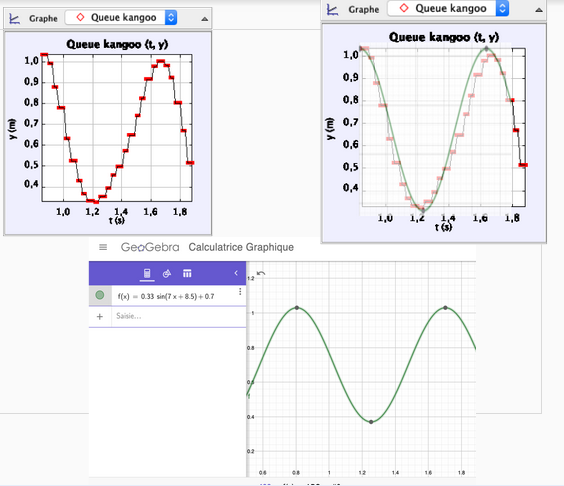 Graphe Queue kangoo
Queue kangoo (t, y)
1,0
0,9
0,8
0,7
0,6
0,5
0,4
y (m)
1,0 1,2 1,4 1,6 1,8
t (s)
Graphe Queue kangoo
Queue kangoo (t, y)
1,0
0,9
0,8
0,7
0,6
0,5
0,4
y (m)
1,0 1,2 1,4 1,6 1,8
t (s)
GeoGebra Calculatrice Graphique
f(x) = 0.33 sin(7 x + 8.5) + 0.7
Saisie...
1.2
1
0.8
0.6
0.4
0.2
0.6 0.8 1 1.2 1.4 1.6 1.8